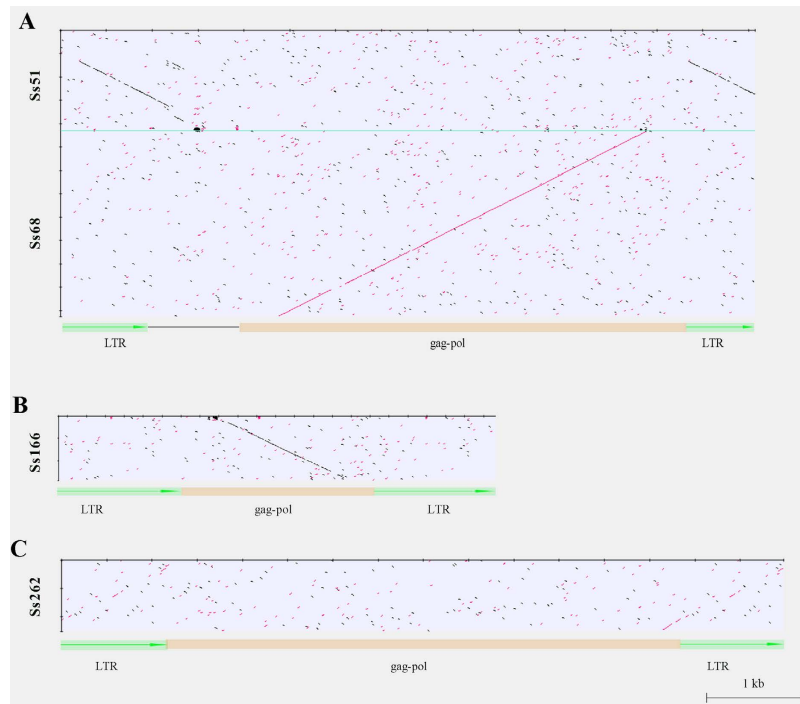 A
Ss51
Ss68
LTR
gag-pol
LTR
B
Ss166
LTR
gag-pol
LTR
C
Ss262
LTR
gag-pol
LTR
1 kb